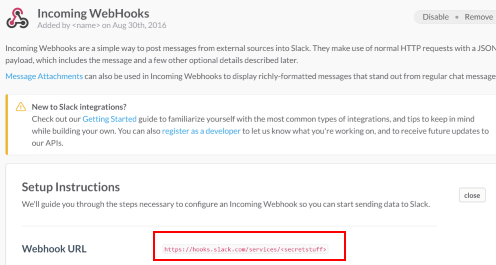 Incoming WebHooks
Added by <name> on Aug 30th, 2016
Disable • Remove
Incoming Webhooks are a simple way to post messages from external sources into Slack. They make use of normal HTTP requests with a JSON
payload, which includes the message and a few other optional details described later.
Message Attachments can also be used in Incoming Webhooks to display richly-formatted messages that stand out from regular chat message
New to Slack integrations?
Check out our Getting Started guide to familiarize yourself with the most common types of integrations, and tips to keep in mind
while building your own. You can also register as a developer to let us know what you're working on, and to receive future updates to
our APIs.
Setup Instructions
close
We'll guide you through the steps necessary to configure an Incoming Webhook so you can start sending data to Slack.
Webhook URL
https://hooks.slack.com/services/<secretstuff>